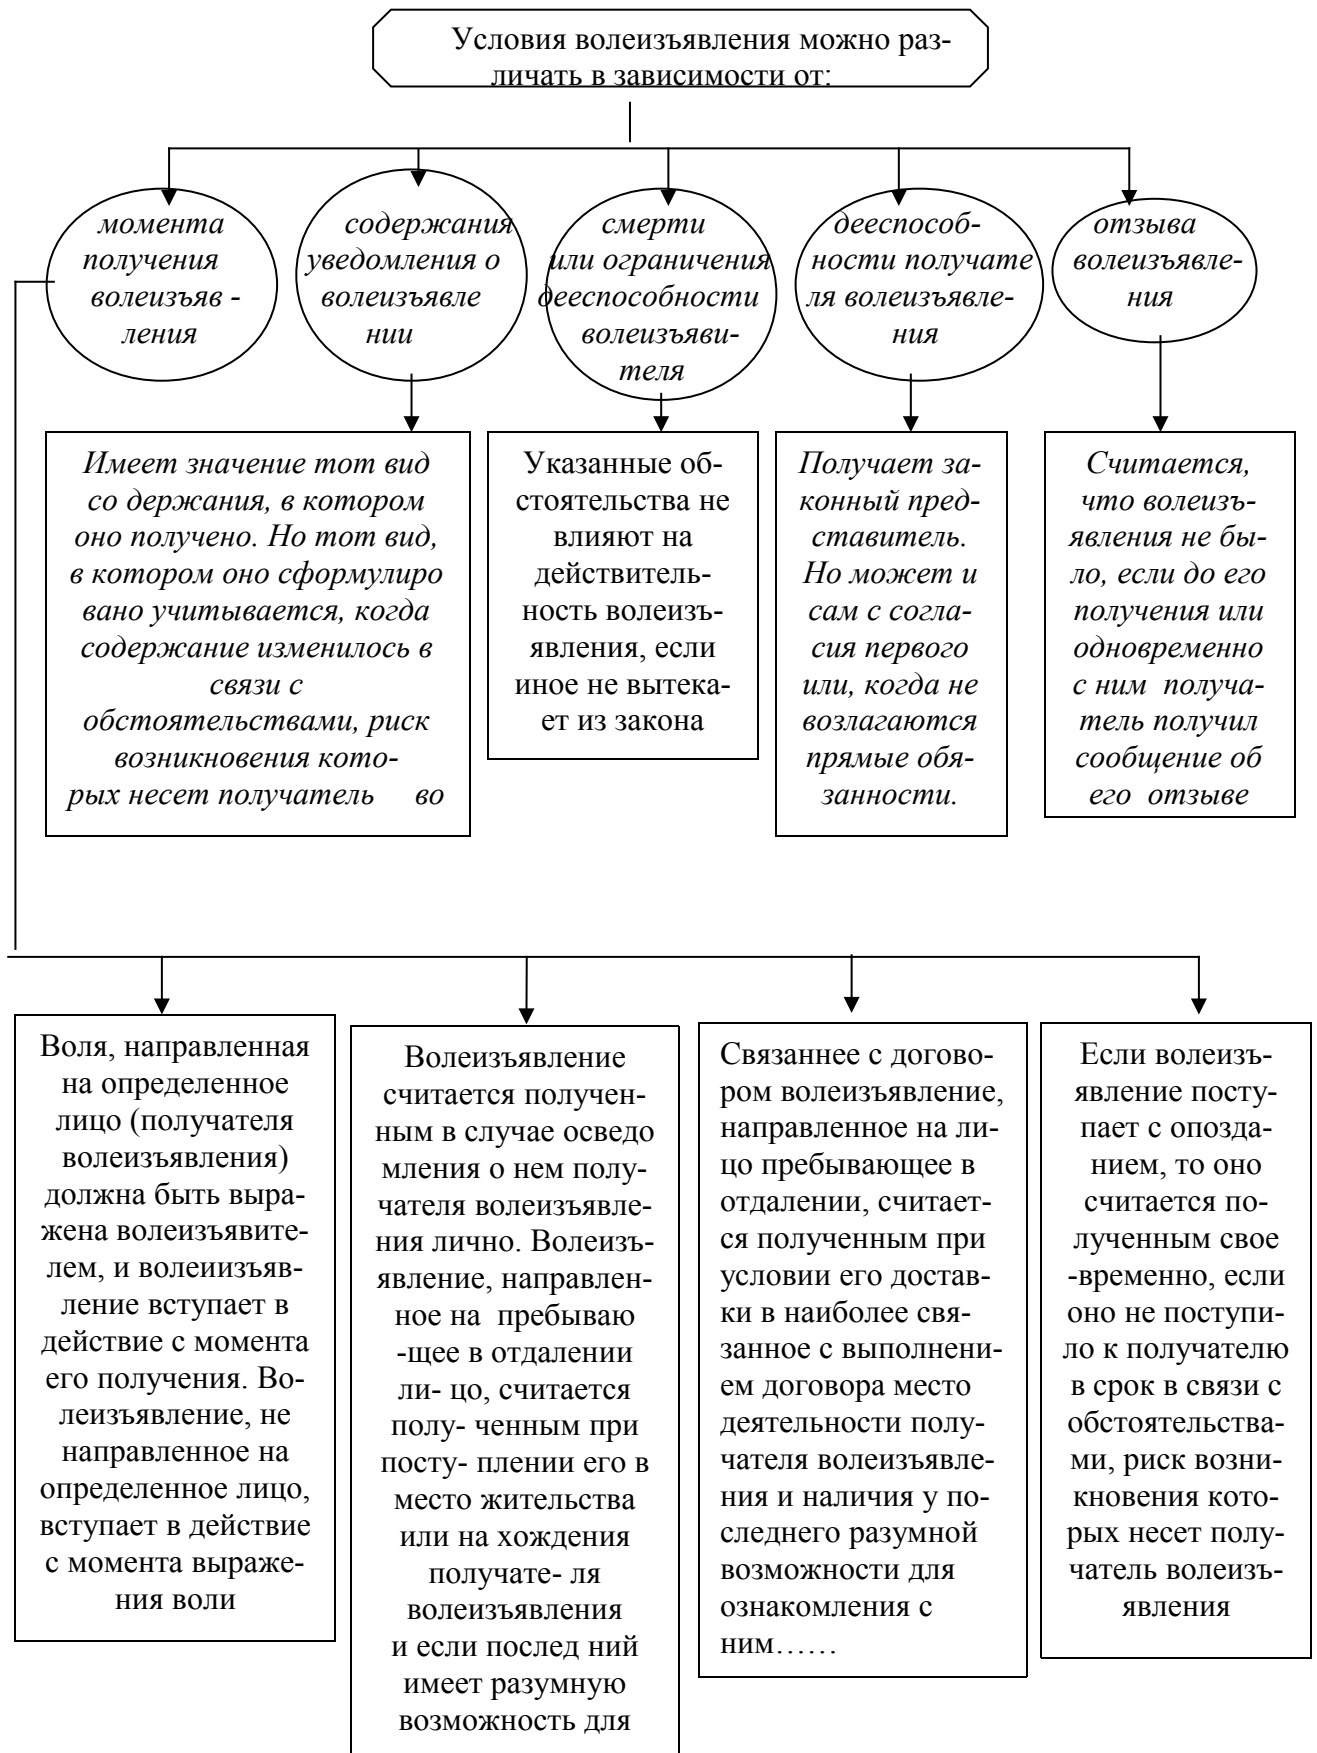 Условия волеизъявления можно раз-
личать в зависимости от:
момента
получения
волеизъяв -
ления
содержания
уведомления о
волеизъявле
нии
смерти
или ограничения
дееспособности
волеизъяви-
теля
дееспособ-
ности получате
ля волеизъявле-
ния
отзыва
волеизъявле-
ния
Имеет значение тот вид
со держания, в котором
оно получено. Но тот вид,
в котором оно сформулиро
вано учитывается, когда
содержание изменилось в
связи с
обстоятельствами, риск
возникновения кото-
рых несет получатель во
Указанные об-
стоятельства не
влияют на
действитель-
ность волеизъ-
явления, если
иное не вытека-
ет из закона
Получает за-
конный пред-
ставитель.
Но может и
сам с согла-
сия первого
или, когда не
возлагаются
прямые обя-
занности.
Считается,
что волеизъ-
явления не бы-
ло, если до его
получения или
одновременно
с ним получа-
тель получил
сообщение об
его отзыве
Воля, направленная
на определенное
лицо (получателя
волеизъявления)
должна быть выра-
жена волеизъявите-
лем, и волеиизъяв-
ление вступает в
действие с момента
его получения. Во-
леизъявление, не
направленное на
определенное лицо,
вступает в действие
с момента выраже-
ния воли
Волеизъявление
считается получен-
ным в случае осведо
мления о нем полу-
чателя волеизъявле-
ния лично. Волеизъ-
явление, направлен-
ное на пребываю
-щее в отдалении
ли- цо, считается
полу- ченным при
посту- плении его в
место жительства
или на хождения
получате- ля
волеизъявления
и если послед ний
имеет разумную
возможность для
Связаннее с догово-
ром волеизъявление,
направленное на ли-
цо пребывающее в
отдалении, считает-
ся полученным при
условии его достав-
ки в наиболее свя-
занное с выполнени-
ем договора место
деятельности полу-
чателя волеизъявле-
ния и наличия у по-
следнего разумной
возможности для
ознакомления с
ним……
Если волеизъ-
явление посту-
пает с опозда-
нием, то оно
считается по-
лученным свое
-временно, если
оно не поступи-
ло к получателю
в срок в связи с
обстоятельства-
ми, риск возни-
кновения кото-
рых несет полу-
чатель волеизъ-
явления